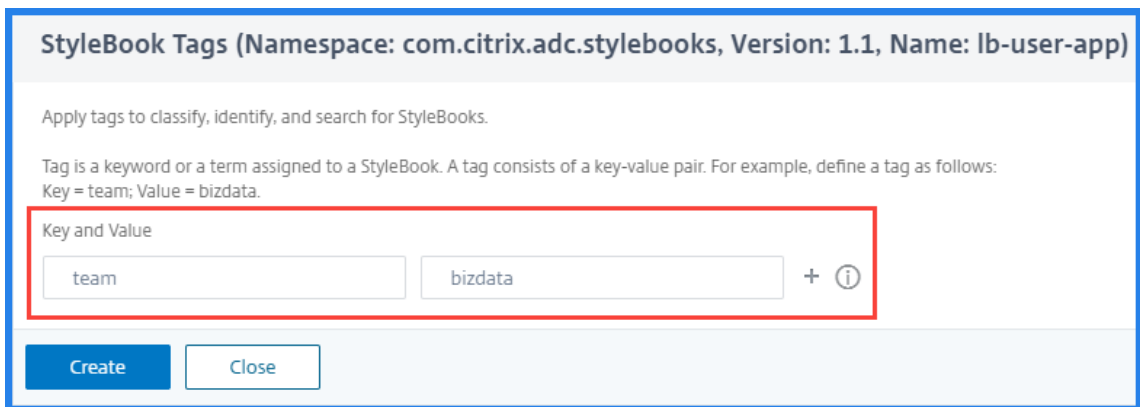 StyleBook Tags (Namespace: com.citrix.adc.stylebooks, Version: 1.1, Name: lb-user-app)
Apply tags to classify, identify, and search for StyleBooks.
Tag is a keyword or a term assigned to a StyleBook. A tag consists of a key-value pair. For example, define a tag as follows:
Key = team; Value = bizdata.
Key and Value
team bizdata + i
Create Close